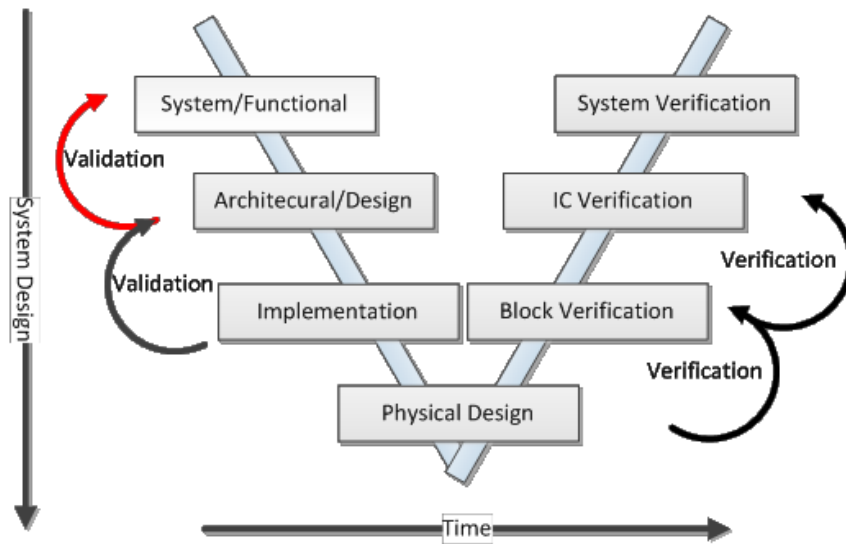 System/Functional
System Verification
Validation
Architecural/Design
IC Verification
System Design
Validation
Verification
Implementation
Block Verification
Verification
Physical Design
Time